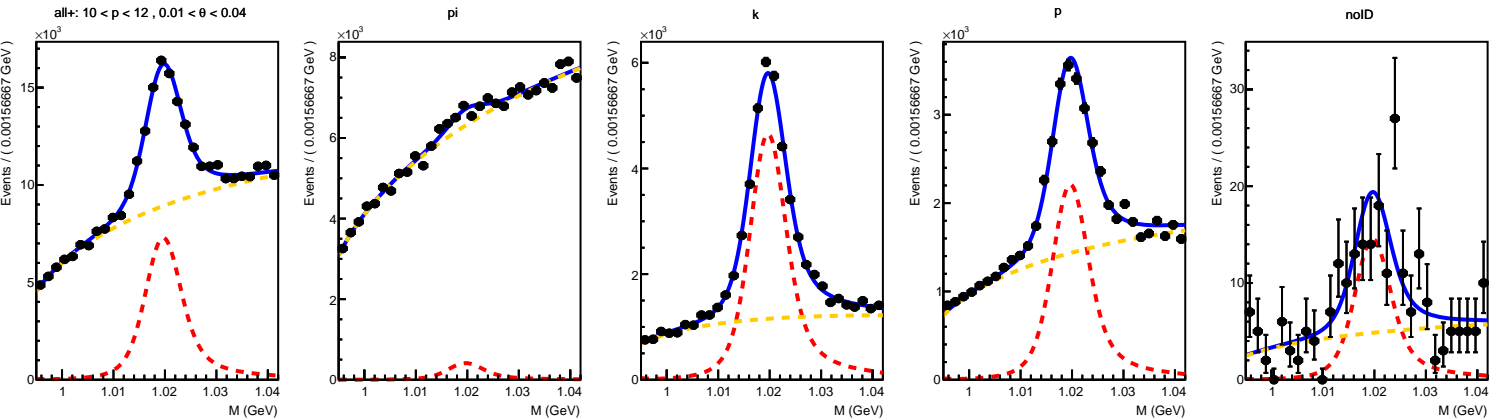 all+: 10 < p < 12 , 0.01 < θ < 0.04
×10³
Events / ( 0.00156667 GeV )
15
10
5
0
1 1.01 1.02 1.03 1.04
M (GeV)
pi
×10³
Events / ( 0.00156667 GeV )
8
6
4
2
0
1 1.01 1.02 1.03 1.04
M (GeV)
k
×10³
Events / ( 0.00156667 GeV )
6
4
2
0
1 1.01 1.02 1.03 1.04
M (GeV)
p
×10³
Events / ( 0.00156667 GeV )
3
2
1
0
1 1.01 1.02 1.03 1.04
M (GeV)
noID
Events / ( 0.00156667 GeV )
30
20
10
0
1 1.01 1.02 1.03 1.04
M (GeV)